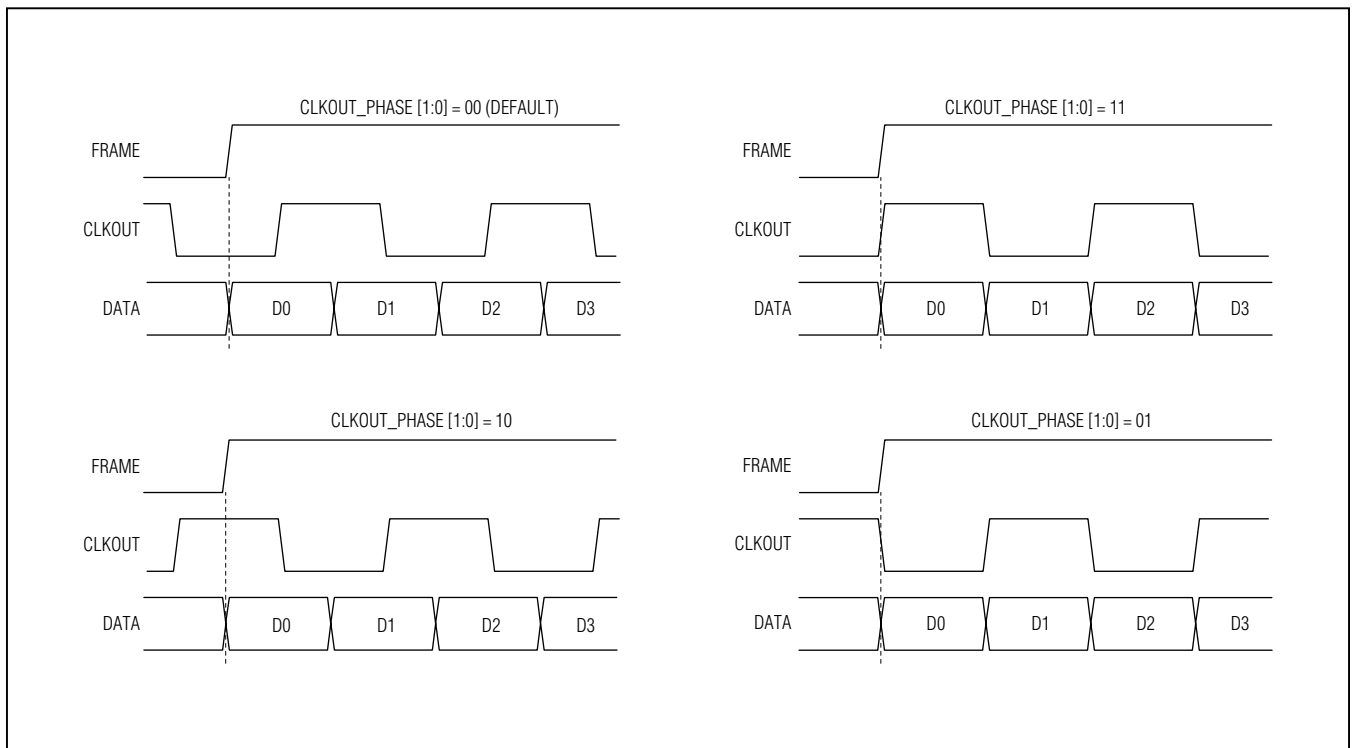 CLKOUT_PHASE [1:0] = 00 (DEFAULT)
FRAME
CLKOUT
DATA D0 D1 D2 D3
CLKOUT_PHASE [1:0] = 11
FRAME
CLKOUT
DATA D0 D1 D2 D3
CLKOUT_PHASE [1:0] = 10
FRAME
CLKOUT
DATA D0 D1 D2 D3
CLKOUT_PHASE [1:0] = 01
FRAME
CLKOUT
DATA D0 D1 D2 D3